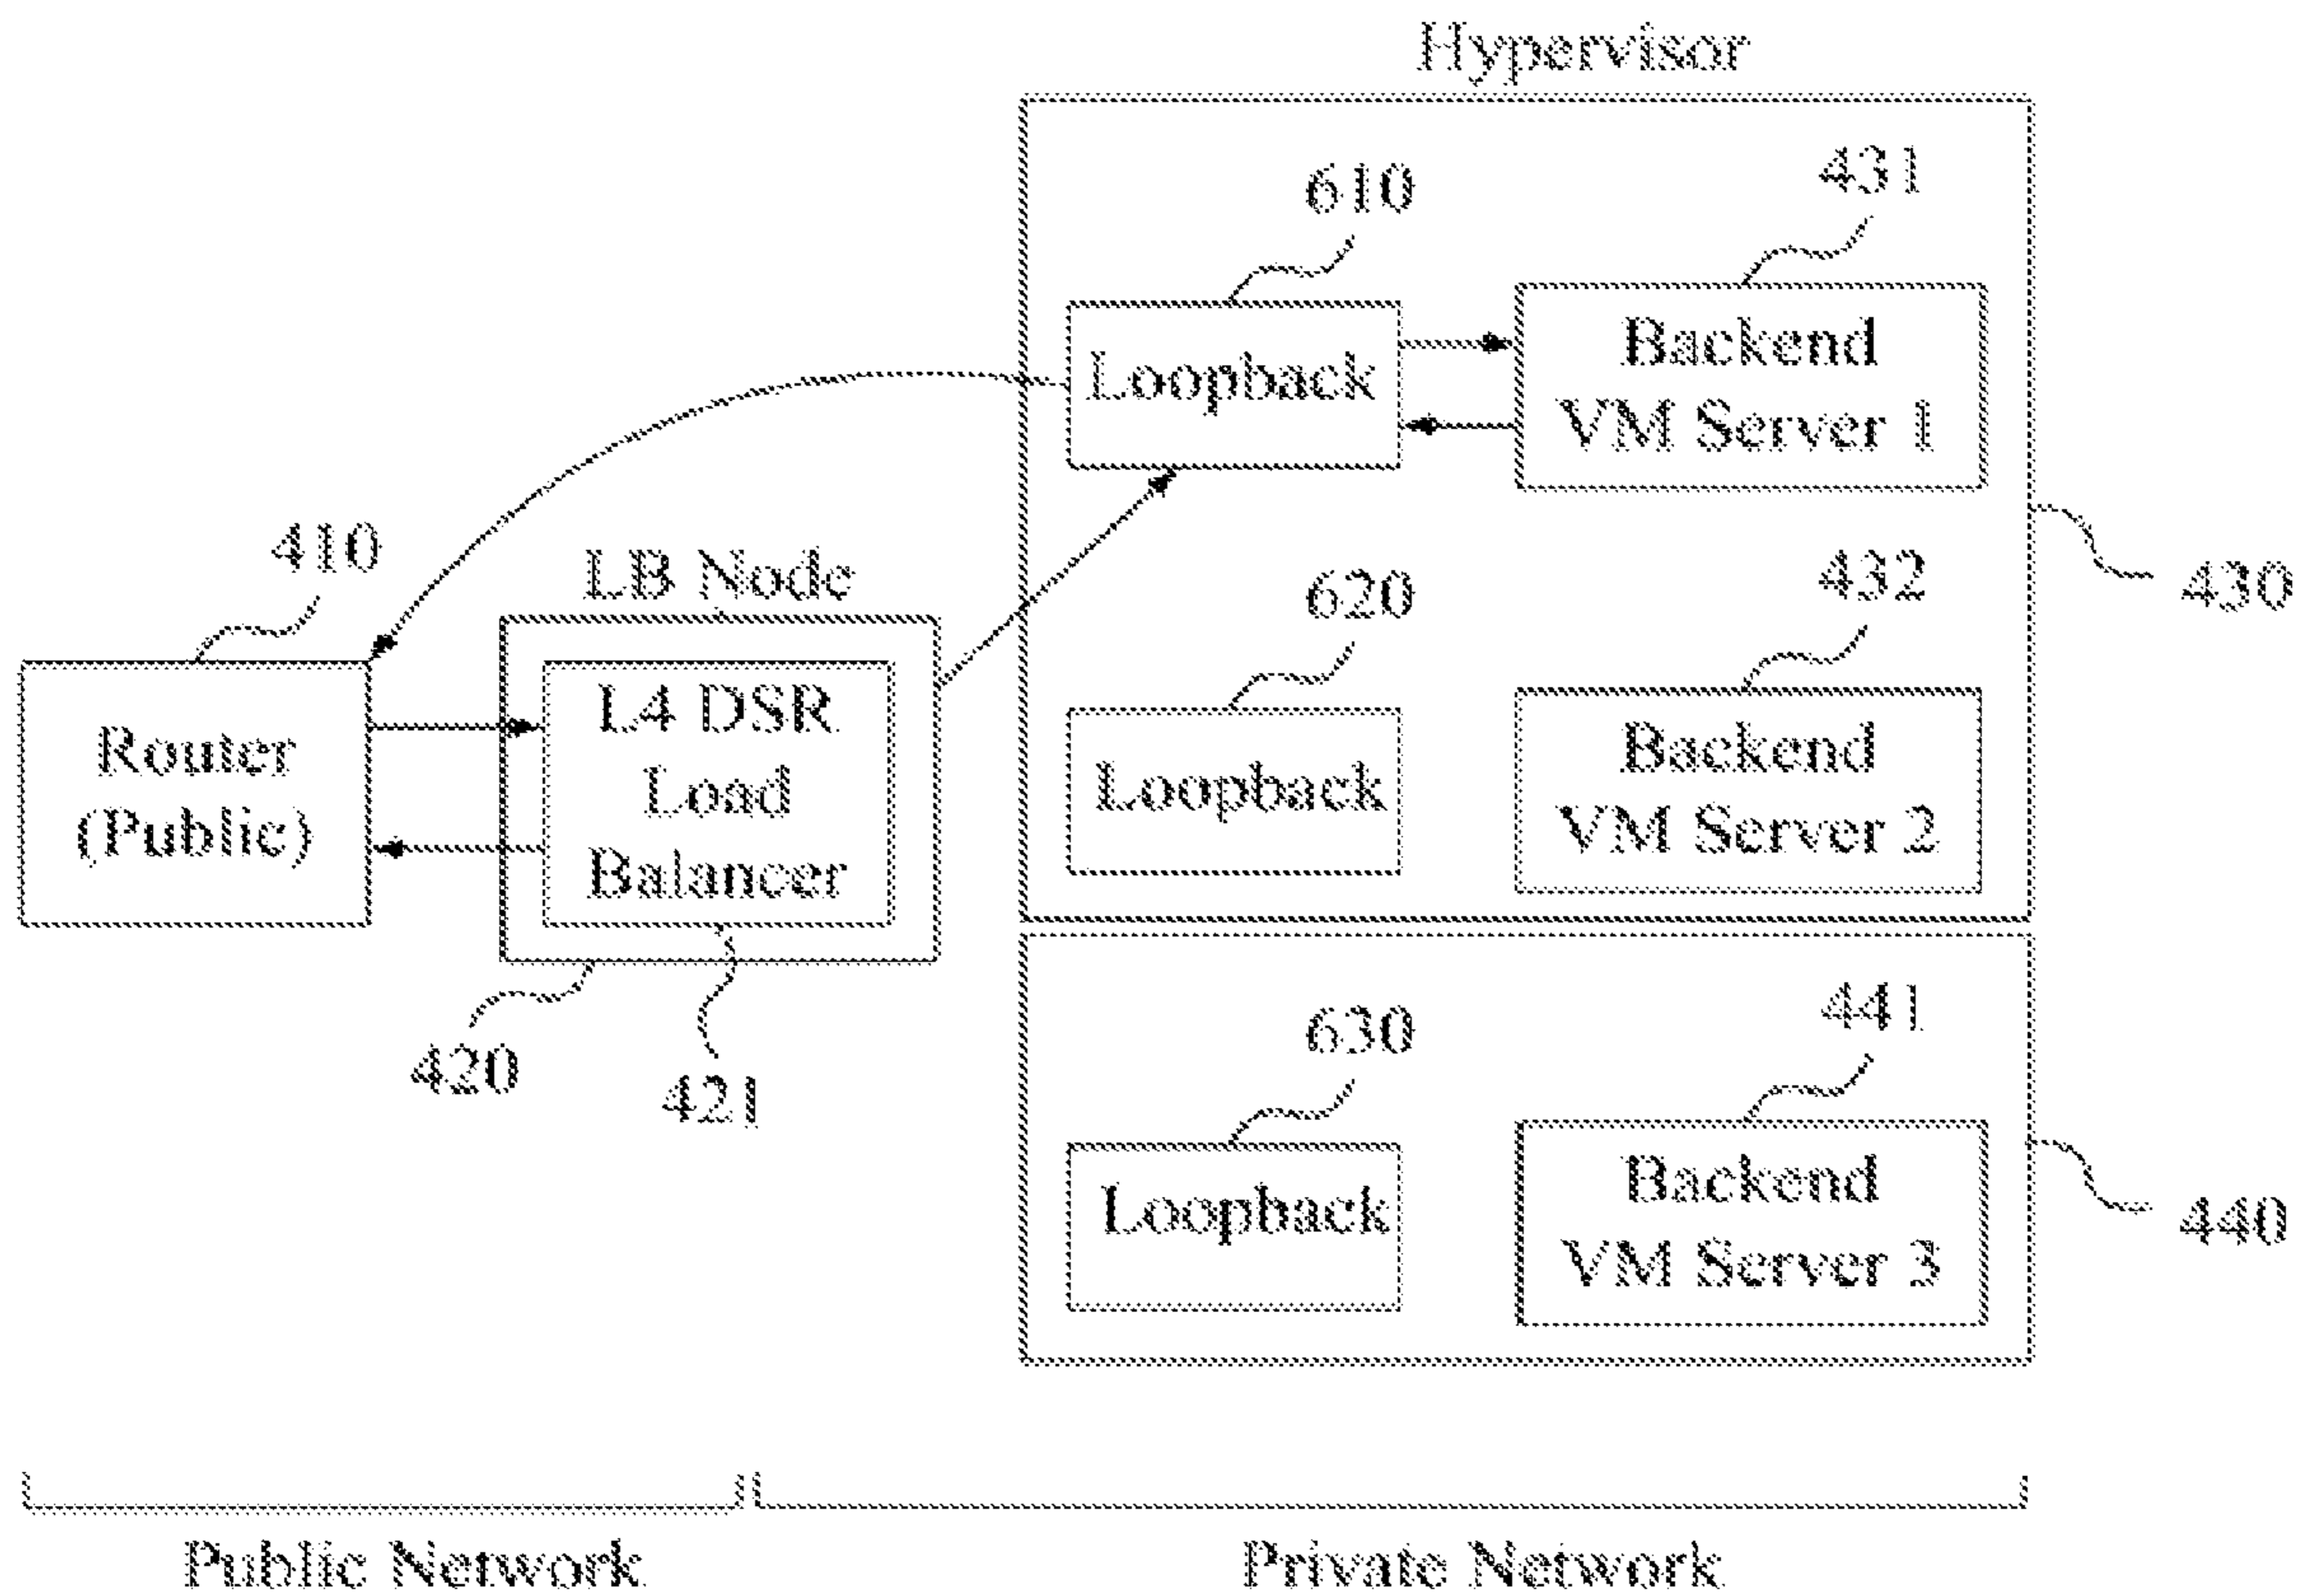 Hypervisor
610
431
Loopback
Backend
VM Server 1
410
LB Node
620
432
430
Router
(Public)
L4 DSR
Load
Balancer
Loopback
Backend
VM Server 2
420
421
630
441
Loopback
Backend
VM Server 3
440
Public Network
Private Network